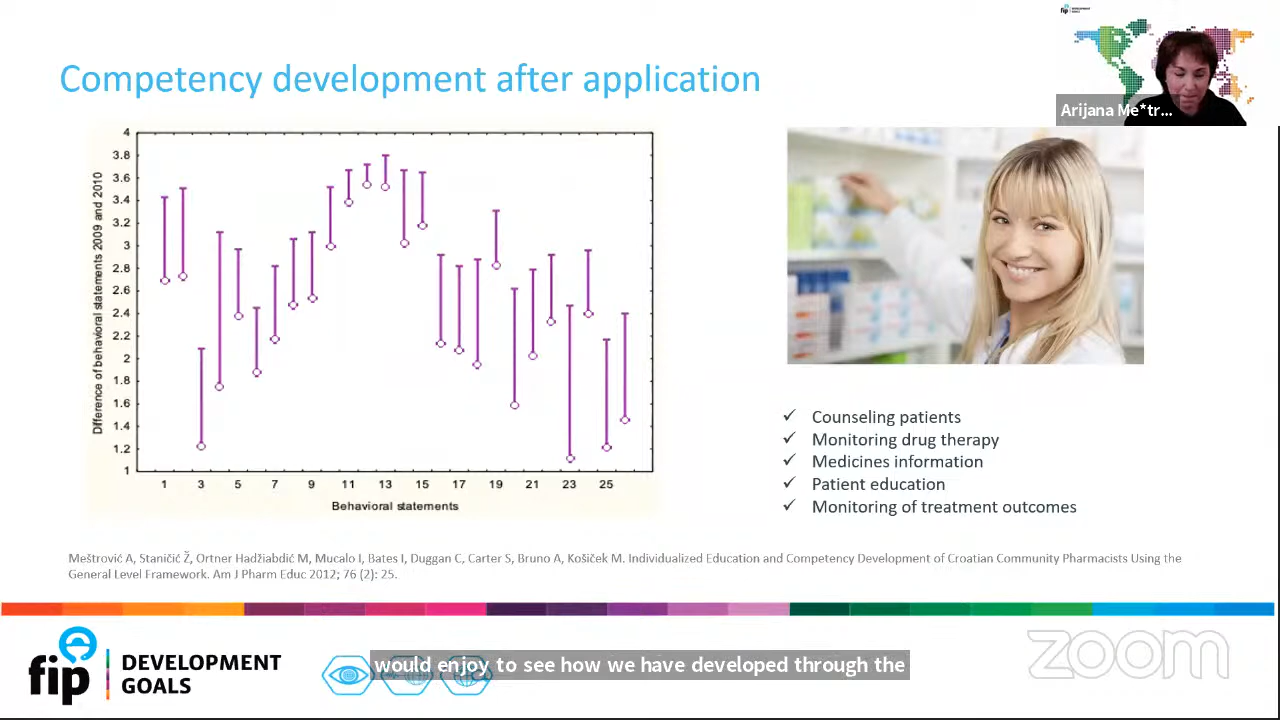 fip DEVELOPMENT GOALS
Competency development after application
Arijana Me*tr...
4
3.8
3.6
3.4
3.2
3
2.8
2.6
2.4
2.2
2
1.8
1.6
1.4
1.2
1
Difference of behavioral statements 2009 and 2010
1 3 5 7 9 11 13 15 17 19 21 23 25
Behavioral statements
Counseling patients
Monitoring drug therapy
Medicines information
Patient education
Monitoring of treatment outcomes
Meštrović A, Staničić Ž, Ortner Hadžiabdić M, Mucalo I, Bates I, Duggan C, Carter S, Bruno A, Košiček M. Individualized Education and Competency Development of Croatian Community Pharmacists Using the
General Level Framework. Am J Pharm Educ 2012; 76 (2): 25.
fip
DEVELOPMENT
GOALS
would enjoy to see how we have developed through the
zoom